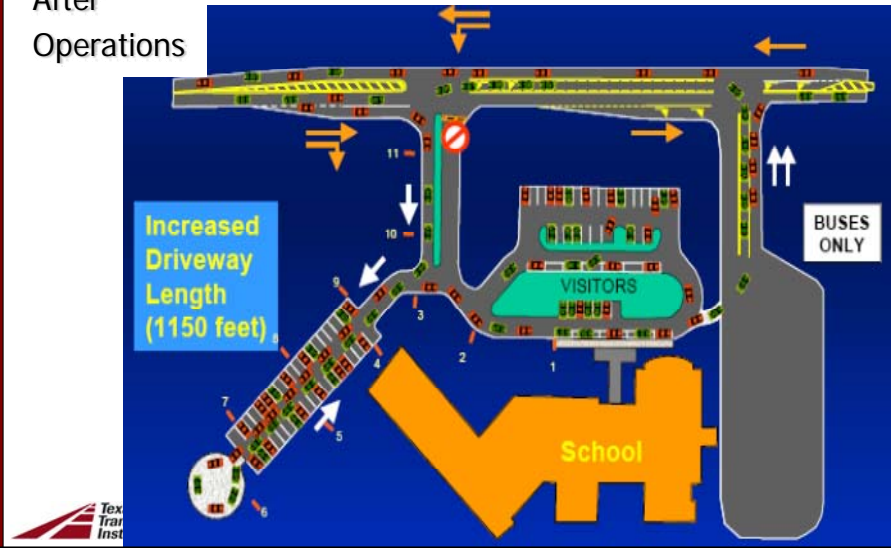 After
Operations
11
10
9
8
7
6
5
4
3
2
1
Increased
Driveway
Length
(1150 feet)
VISITORS
BUSES
ONLY
School